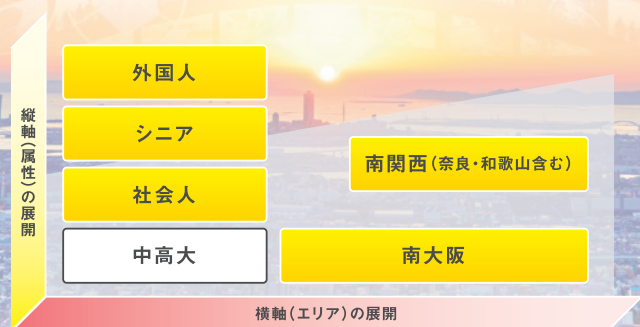 外国人
シニア
社会人
中高大
南関西（奈良・和歌山含む）
南大阪
縦軸（属性）の展開
横軸（エリア）の展開